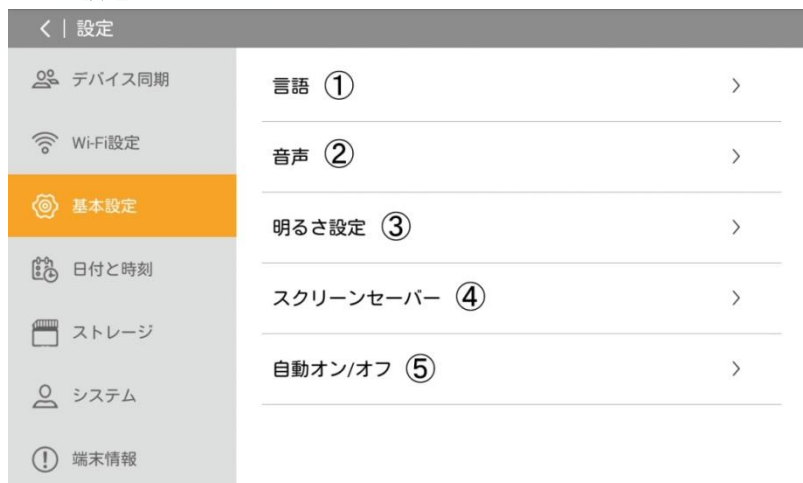 設定
デバイス同期
Wi-Fi設定
基本設定
日付と時刻
ストレージ
システム
端末情報
言語 ①
音声 ②
明るさ設定 ③
スクリーンセーバー ④
自動オン/オフ ⑤